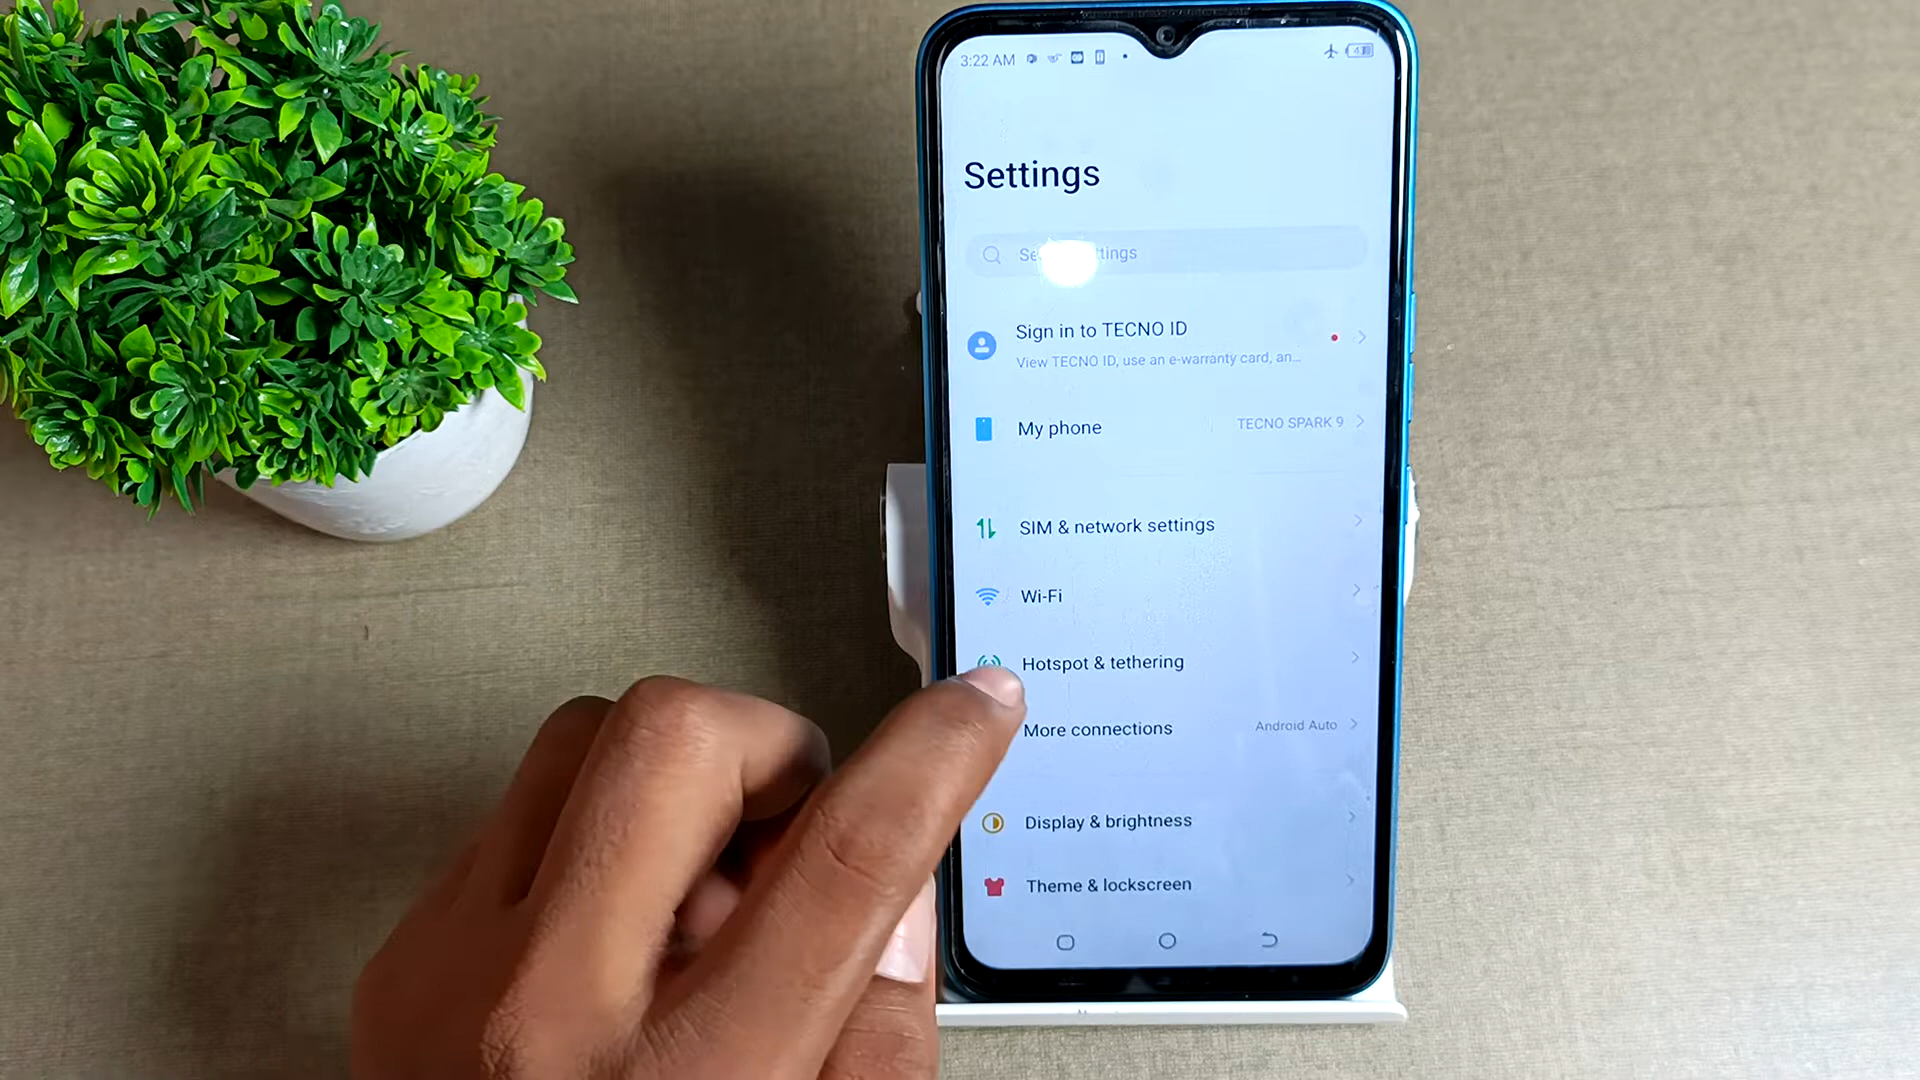 3:22 AM
Settings
Sign in to TECNO ID
View TECNO ID, use an e-warranty card, an...
My phone
TECNO SPARK 9
SIM & network settings
Wi-Fi
Hotspot & tethering
More connections
Android Auto
Display & brightness
Theme & lockscreen